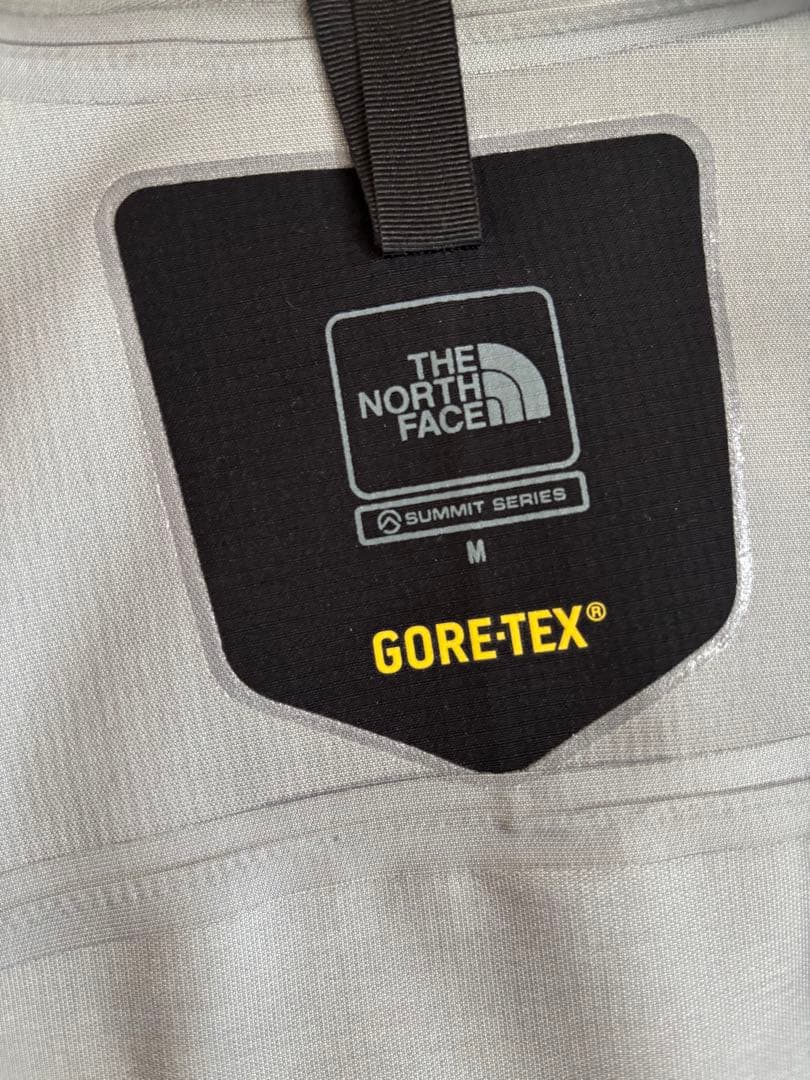 THE
NORTH
FACE
SUMMIT SERIES
M
GORE-TEX®